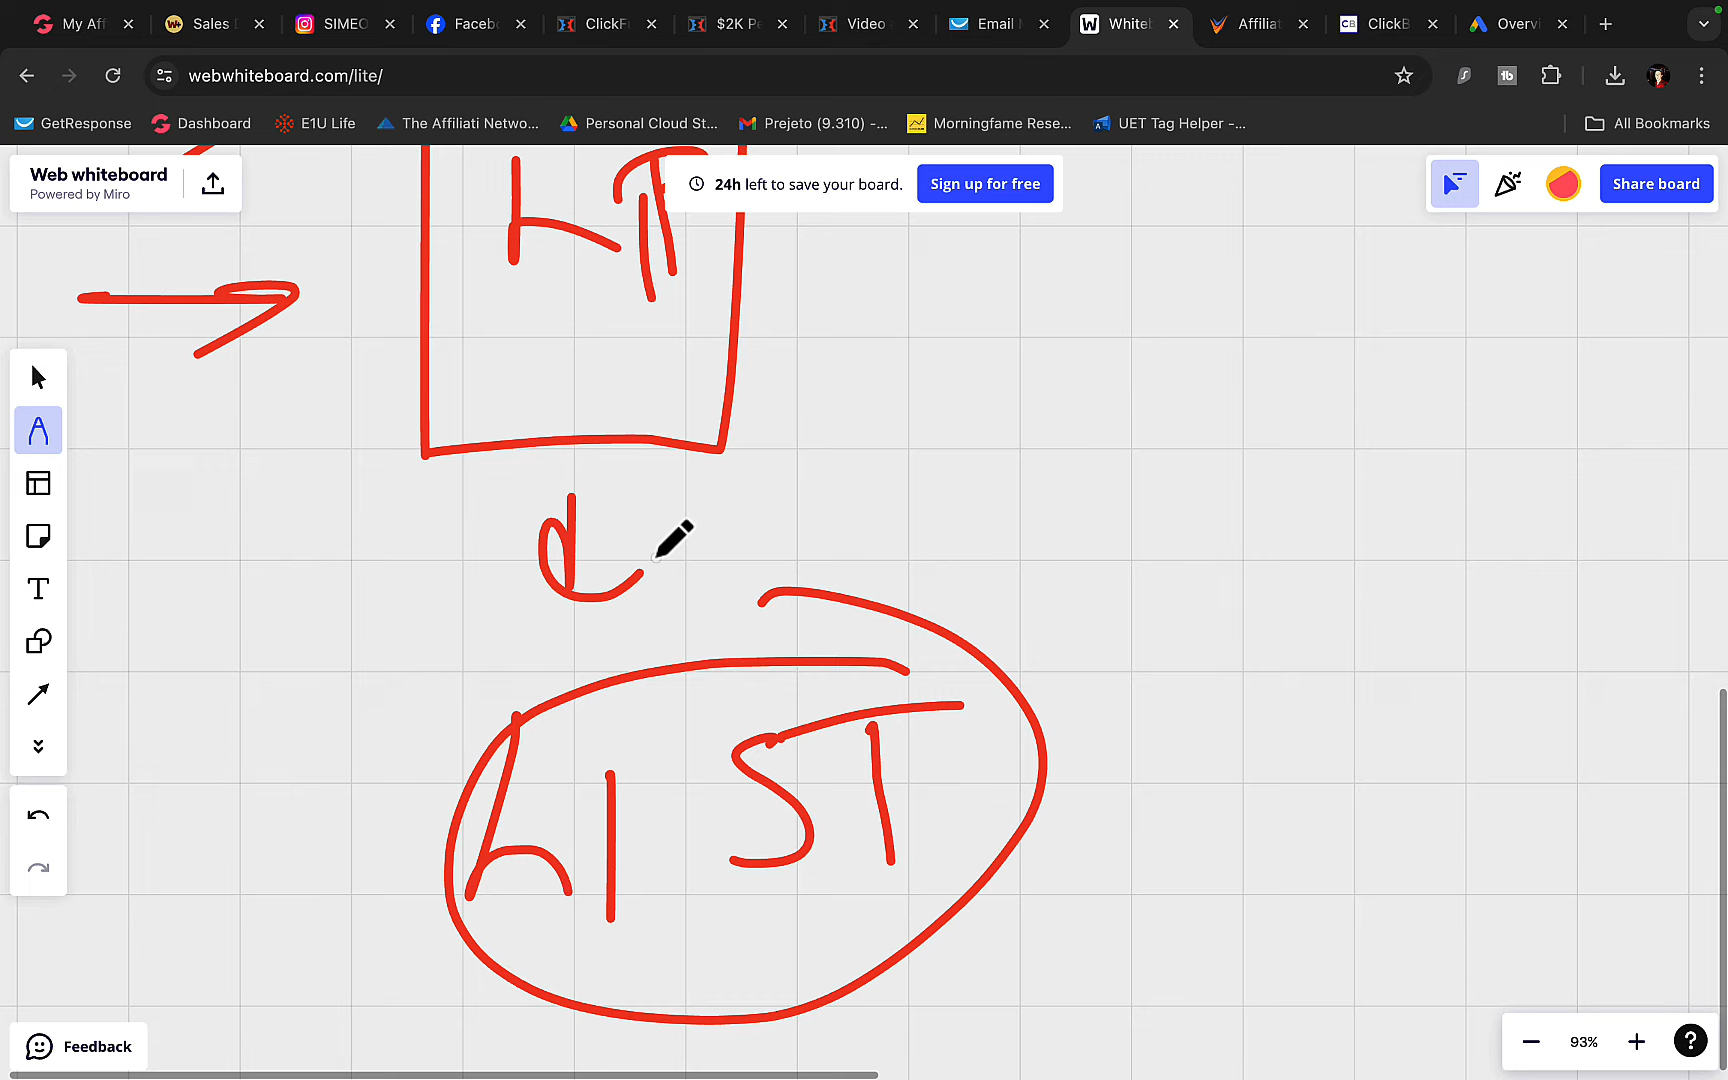 My Aff
Sales
SIMEO
Facebo
ClickF
$2K Pe
Video
Email
Whiteb
Affiliat
ClickB
Overvi
webwhiteboard.com/lite/
GetResponse
Dashboard
E1U Life
The Affiliati Netwo...
Personal Cloud St...
Prejeto (9.310) -...
Morningfame Rese...
UET Tag Helper -...
All Bookmarks
Web whiteboard
Powered by Miro
24h left to save your board.
Sign up for free
Share board
LIST
Feedback
93%